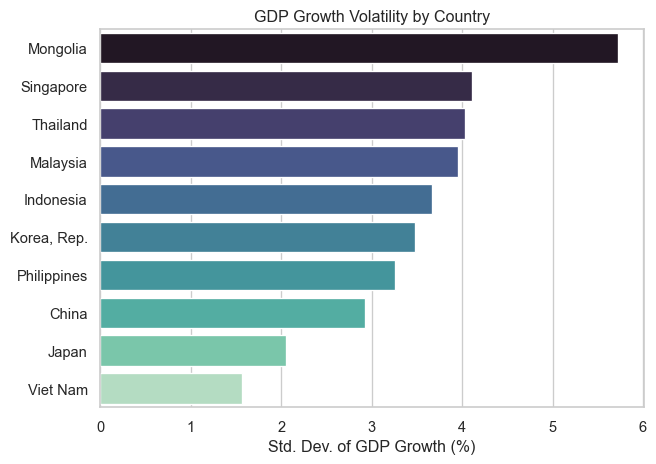 GDP Growth Volatility by Country
Mongolia
Singapore
Thailand
Malaysia
Indonesia
Korea, Rep.
Philippines
China
Japan
Viet Nam
0 1 2 3 4 5 6
Std. Dev. of GDP Growth (%)